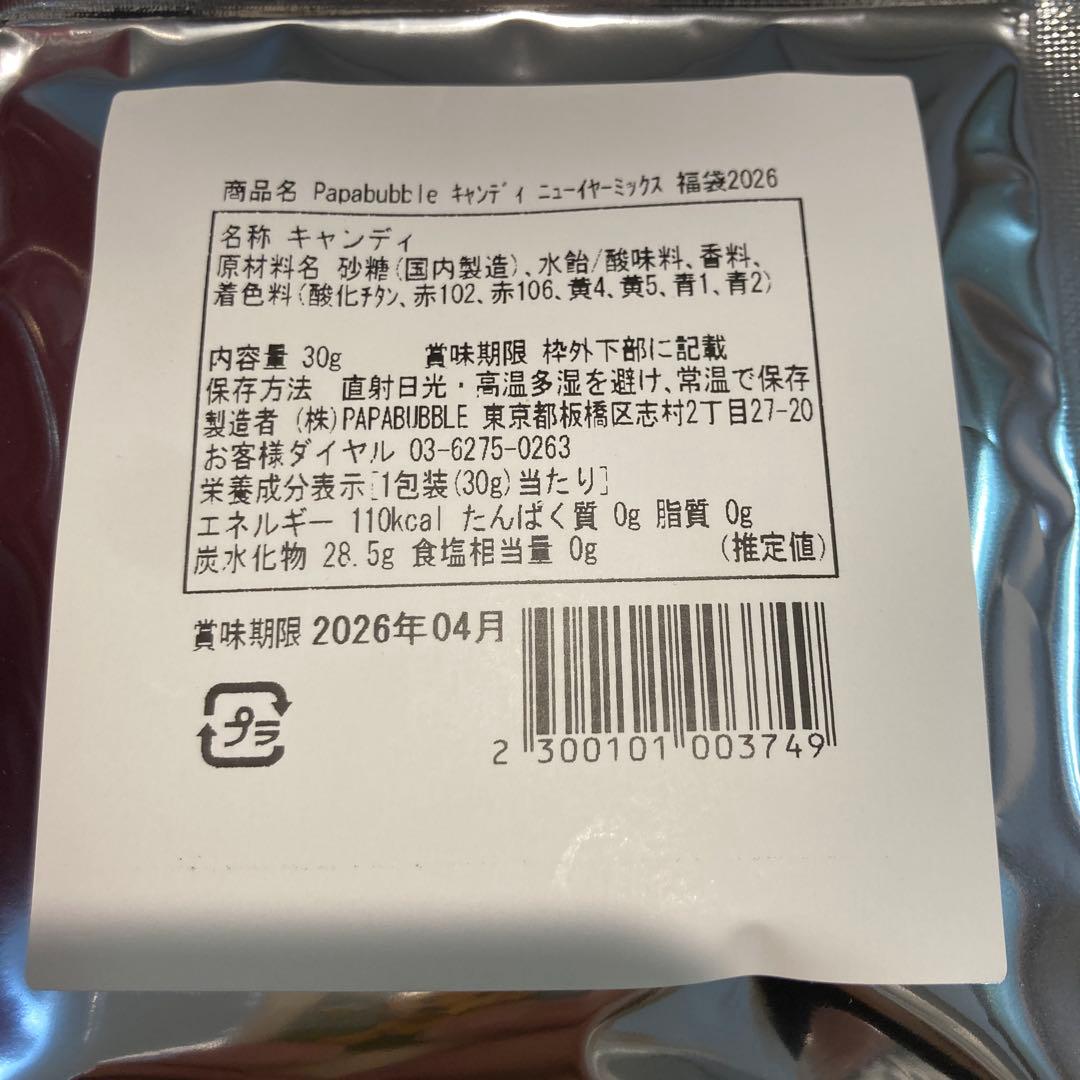 商品名 Papabubble ｷｬﾝﾃﾞｨ ﾆｭｰｲﾔｰﾐｯｸｽ 福袋2026
名称 キャンディ
原材料名 砂糖(国内製造)、水飴/酸味料、香料、
着色料(酸化ﾁﾀﾝ、赤102、赤106、黄4、黄5、青1、青2)
内容量 30g 賞味期限 枠外下部に記載
保存方法 直射日光・高温多湿を避け、常温で保存
製造者 (株)PAPABUBBLE 東京都板橋区志村2丁目27-20
お客様ダイヤル 03-6275-0263
栄養成分表示[1包装(30g)当たり]
エネルギー 110kcal たんぱく質 0g 脂質 0g
炭水化物 28.5g 食塩相当量 0g (推定値)
賞味期限 2026年04月
プラ
2 300101 003749